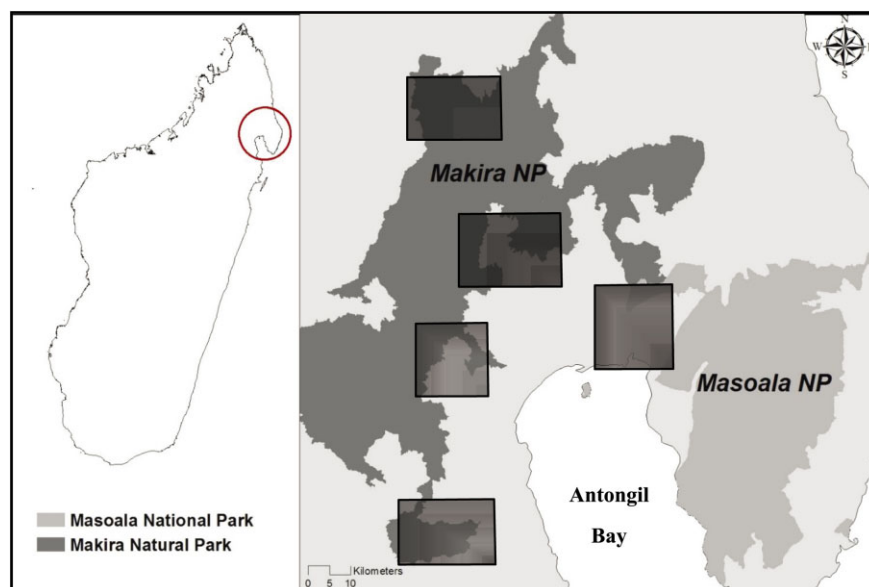 N
W
S
Makira NP
Masoala NP
Antongil
Bay
Masoala National Park
Makira Natural Park
Kilometers
0 5 10